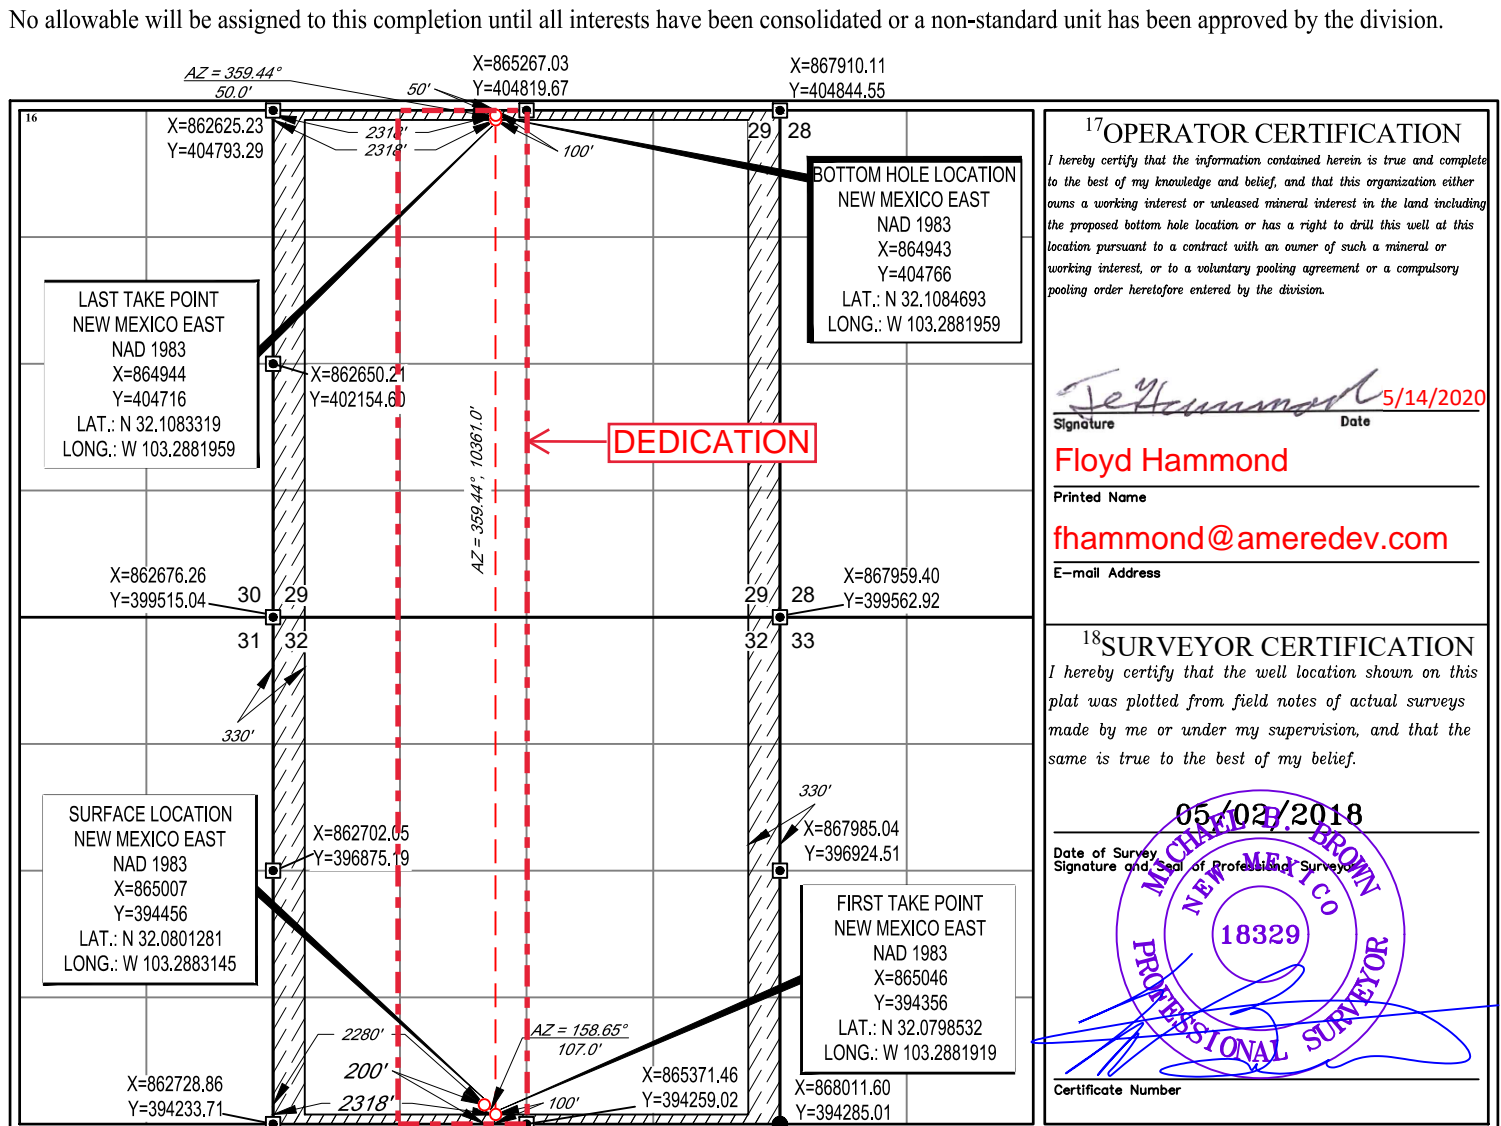 No allowable will be assigned to this completion until all interests have been consolidated or a non-standard unit has been approved by the division.
AZ = 359.44°
50.0'
50'
X=865267.03
Y=404819.67
X=867910.11
Y=404844.55
16
X=862625.23
Y=404793.29
2318'
2318'
100'
29 28
BOTTOM HOLE LOCATION
NEW MEXICO EAST
NAD 1983
X=864943
Y=404766
LAT.: N 32.1084693
LONG.: W 103.2881959
LAST TAKE POINT
NEW MEXICO EAST
NAD 1983
X=864944
Y=404716
LAT.: N 32.1083319
LONG.: W 103.2881959
X=862650.21
Y=402154.60
AZ = 359.44°, 10361.0'
DEDICATION
X=862676.26
Y=399515.04
30 29
31 32
X=867959.40
Y=399562.92
29 28
32 33
330'
SURFACE LOCATION
NEW MEXICO EAST
NAD 1983
X=865007
Y=394456
LAT.: N 32.0801281
LONG.: W 103.2883145
X=862702.05
Y=396875.19
330'
X=867985.04
Y=396924.51
FIRST TAKE POINT
NEW MEXICO EAST
NAD 1983
X=865046
Y=394356
LAT.: N 32.0798532
LONG.: W 103.2881919
2280'
200'
2318'
AZ = 158.65°
107.0'
100'
X=862728.86
Y=394233.71
X=865371.46
Y=394259.02
X=868011.60
Y=394285.01
17OPERATOR CERTIFICATION
I hereby certify that the information contained herein is true and complete
to the best of my knowledge and belief, and that this organization either
owns a working interest or unleased mineral interest in the land including
the proposed bottom hole location or has a right to drill this well at this
location pursuant to a contract with an owner of such a mineral or
working interest, or to a voluntary pooling agreement or a compulsory
pooling order heretofore entered by the division.
5/14/2020
Signature Date
Floyd Hammond
Printed Name
fhammond@ameredev.com
E-mail Address
18SURVEYOR CERTIFICATION
I hereby certify that the well location shown on this
plat was plotted from field notes of actual surveys
made by me or under my supervision, and that the
same is true to the best of my belief.
05/02/2018
Date of Survey
Signature and Seal of Professional Surveyor
MICHAEL B. BROWN
NEW MEXICO
18329
PROFESSIONAL SURVEYOR
Certificate Number